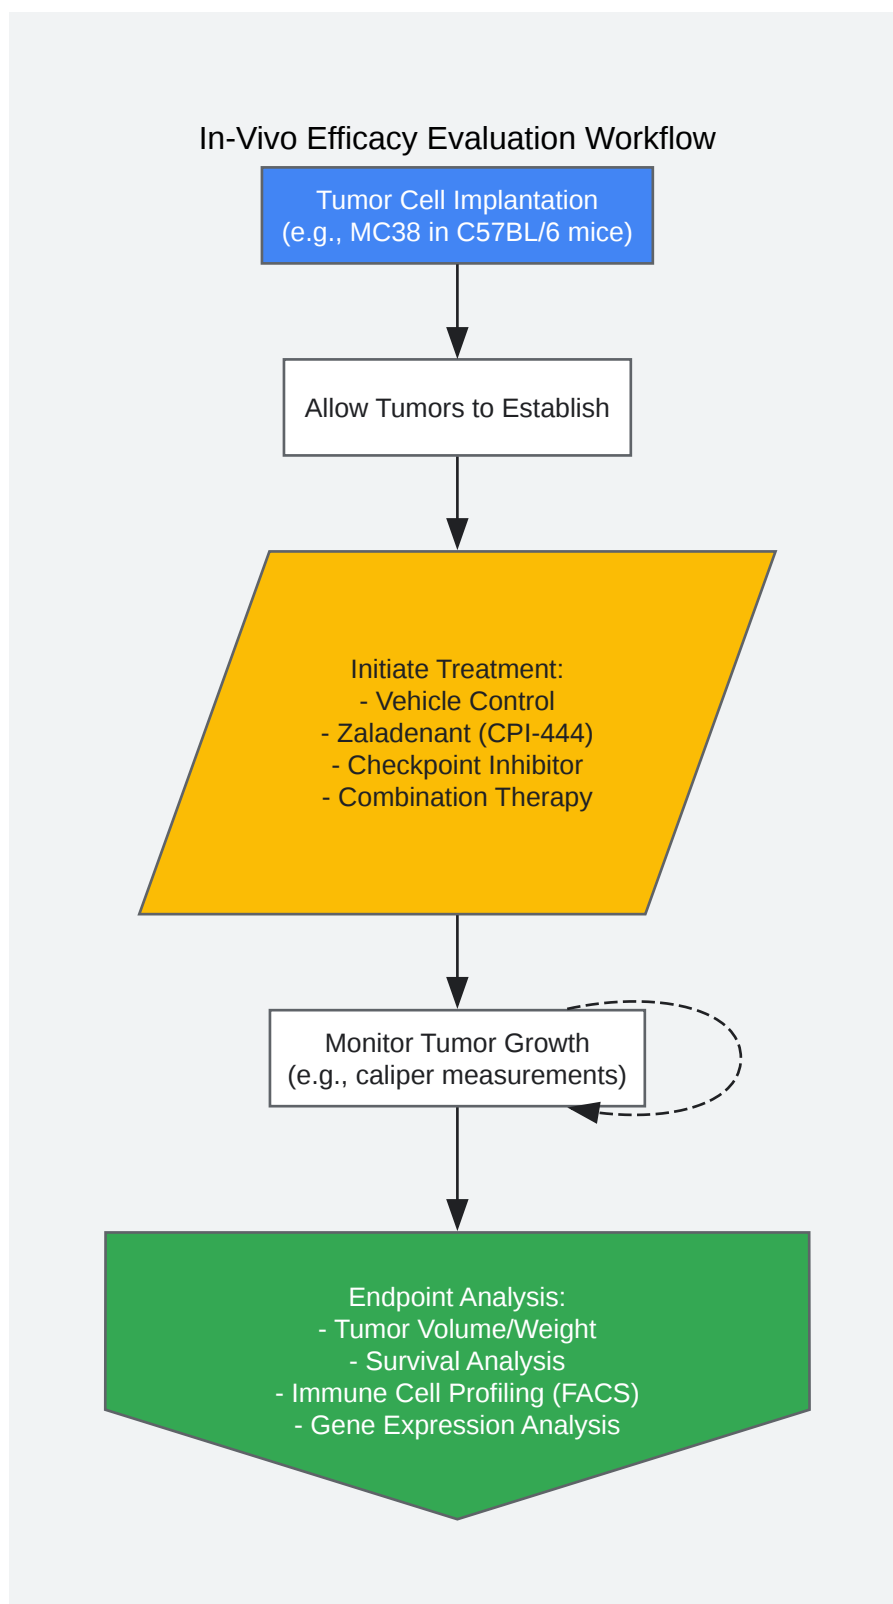 In-Vivo Efficacy Evaluation Workflow
Tumor Cell Implantation
(e.g., MC38 in C57BL/6 mice)
Allow Tumors to Establish
Initiate Treatment:
- Vehicle Control
- Zaladenant (CPI-444)
- Checkpoint Inhibitor
- Combination Therapy
Monitor Tumor Growth
(e.g., caliper measurements)
Endpoint Analysis:
- Tumor Volume/Weight
- Survival Analysis
- Immune Cell Profiling (FACS)
- Gene Expression Analysis